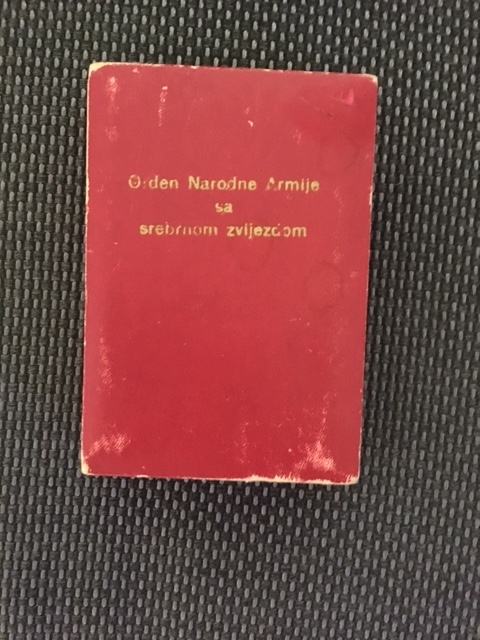 Orden Narodne Armije
sa
srebrnom zvijezdom